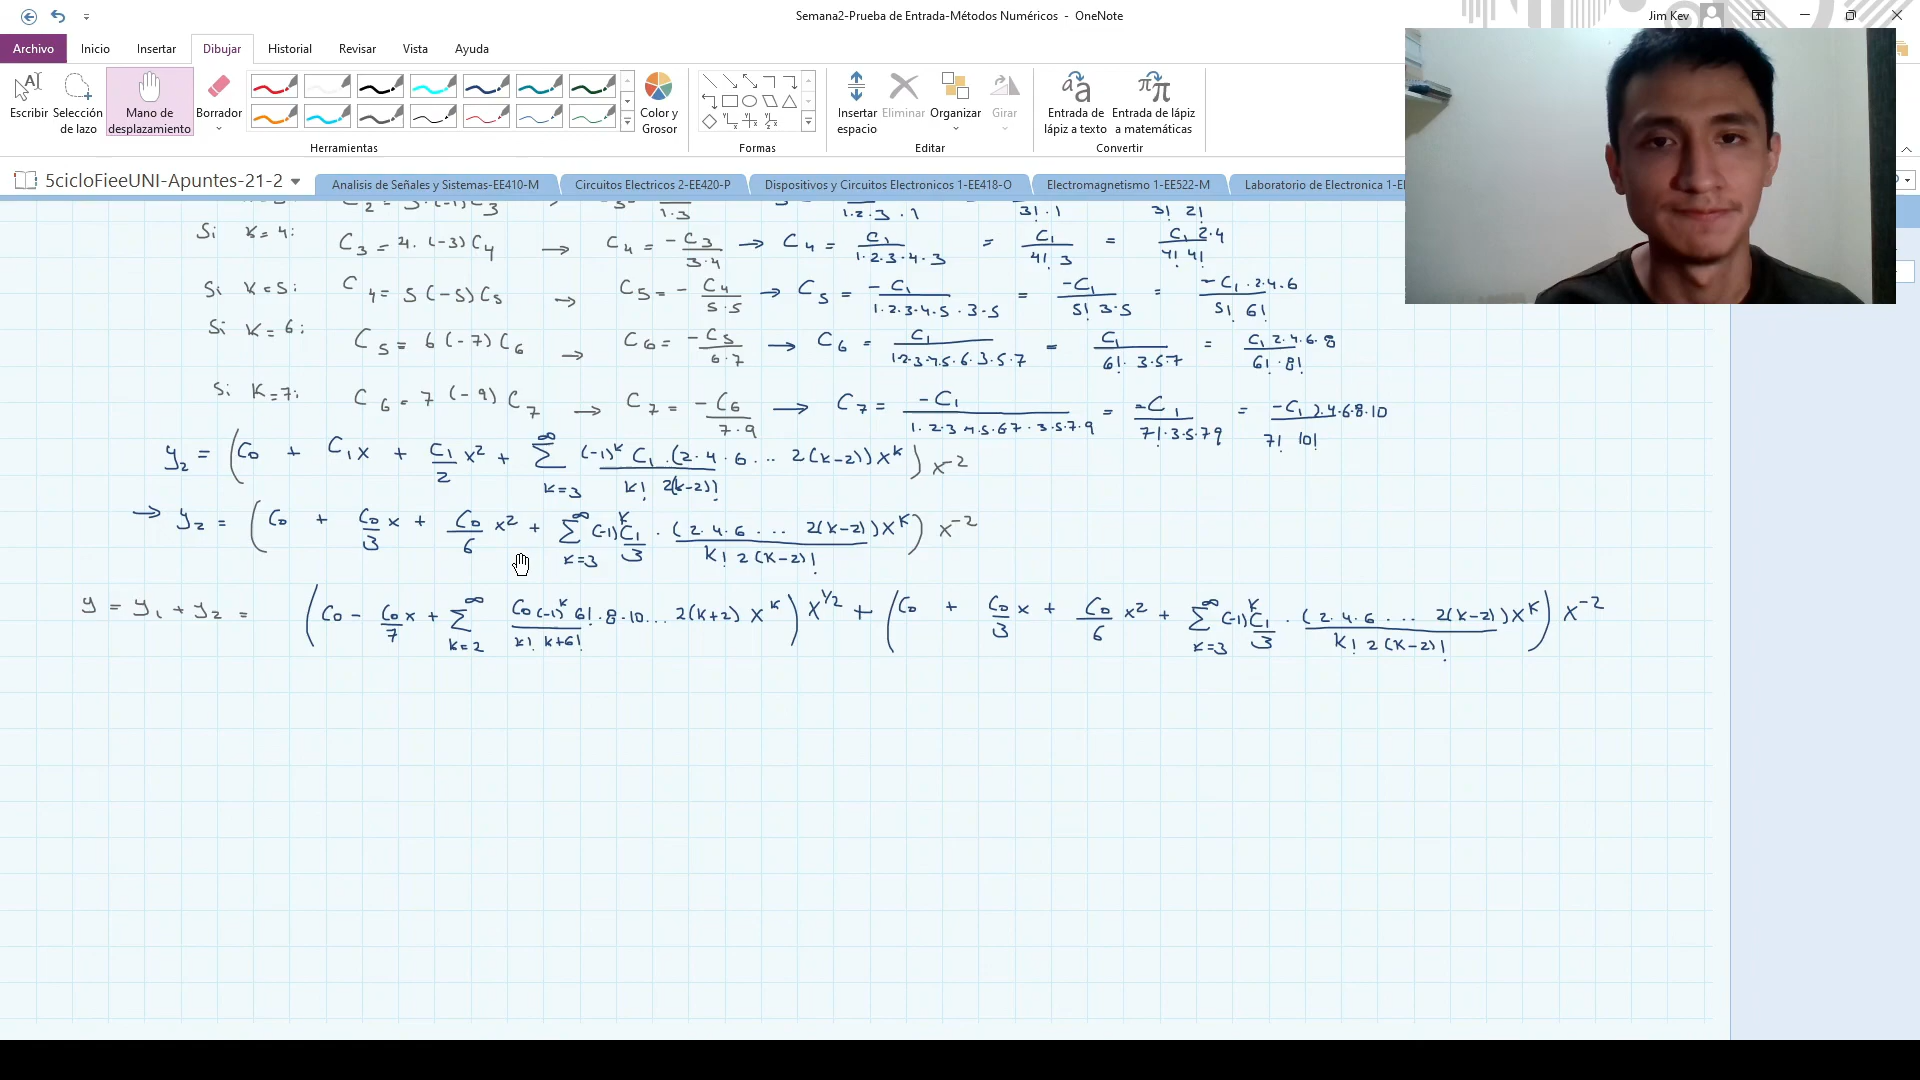 Semana2-Prueba de Entrada-Métodos Numéricos - OneNote
Jim Kev
Archivo Inicio Insertar Dibujar Historial Revisar Vista Ayuda
Escribir Selección de lazo Mano de desplazamiento Borrador Color y Grosor Insertar espacio Eliminar Organizar Girar Entrada de lápiz a texto Entrada de lápiz a matemáticas
Herramientas Formas Editar Convertir
5cicloFieeUNI-Apuntes-21-2 Analisis de Señales y Sistemas-EE410-M Circuitos Electricos 2-EE420-P Dispositivos y Circuitos Electronicos 1-EE418-O Electromagnetismo 1-EE522-M Laboratorio de Electronica 1-E
Si K=4: C3 = 4. (-3) C4 → C4 = -C3/3·4 → C4 = C1/1·2·3·4·3 = C1/4! 3 = C1 2·4/4! 4!
Si K=5: C4 = 5 (-5) C5 → C5 = -C4/5·5 → C5 = -C1/1·2·3·4·5·3·5 = -C1/5! 3·5 = -C1·2·4·6/5! 6!
Si K=6: C5 = 6 (-7) C6 → C6 = -C5/6·7 → C6 = C1/1·2·3·4·5·6·3·5·7 = C1/6! 3·5·7 = C1 2·4·6·8/6!·8!
Si K=7: C6 = 7 (-9) C7 → C7 = -C6/7·9 → C7 = -C1/1·2·3 4·5·6 7·3·5·7·9 = -C1/7!·3·5·7 9 = -C1 2·4·6·8·10/7! 10!
y2 = (C0 + C1x + C1/2 x² + ∑ k=3 ∞ (-1)^k C1·(2·4·6 ... 2(k-2))x^k/k! 2(k-2)!) x^-2
→ y2 = (C0 + C0/3 x + C0/6 x² + ∑ k=3 ∞ (-1)^k C1/3 · (2·4·6 ... 2(k-2))x^k/k! 2(k-2)!) x^-2
y = y1 + y2 = (C0 - C0x/7 + ∑ k=2 ∞ C0(-1)^k 6!·8·10... 2(k+2) x^k/k! k+6!) x^1/2 + (C0 + C0/3 x + C0/6 x² + ∑ k=3 ∞ (-1)^k C1/3 · (2·4·6 ... 2(k-2))x^k/k! 2(k-2)!) x^-2